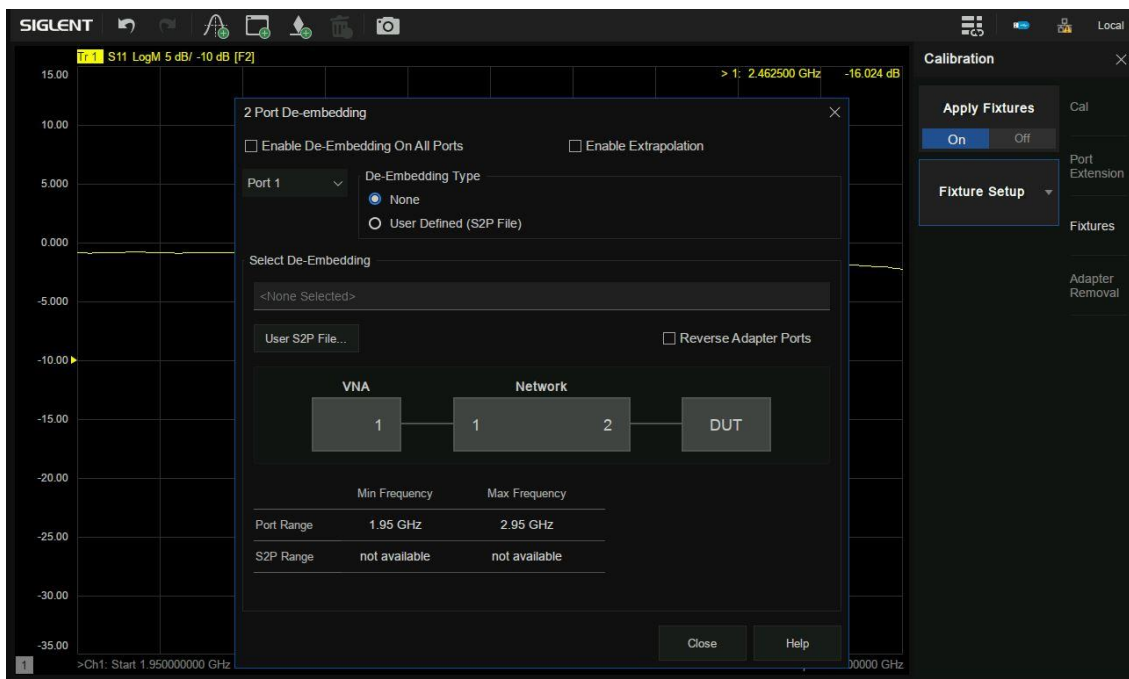 SIGLENT
Local
Tr 1 S11 LogM 5 dB/ -10 dB [F2]
> 1: 2.462500 GHz -16.024 dB
15.00
10.00
5.000
0.000
-5.000
-10.00
-15.00
-20.00
-25.00
-30.00
-35.00
1
>Ch1: Start 1.950000000 GHz
00000 GHz
2 Port De-embedding
Enable De-Embedding On All Ports
Enable Extrapolation
Port 1
De-Embedding Type
None
User Defined (S2P File)
Select De-Embedding
<None Selected>
User S2P File...
Reverse Adapter Ports
VNA Network
1 1 2 DUT
Min Frequency Max Frequency
Port Range 1.95 GHz 2.95 GHz
S2P Range not available not available
Close Help
Calibration
Apply Fixtures
On Off
Fixture Setup
Cal
Port
Extension
Fixtures
Adapter
Removal